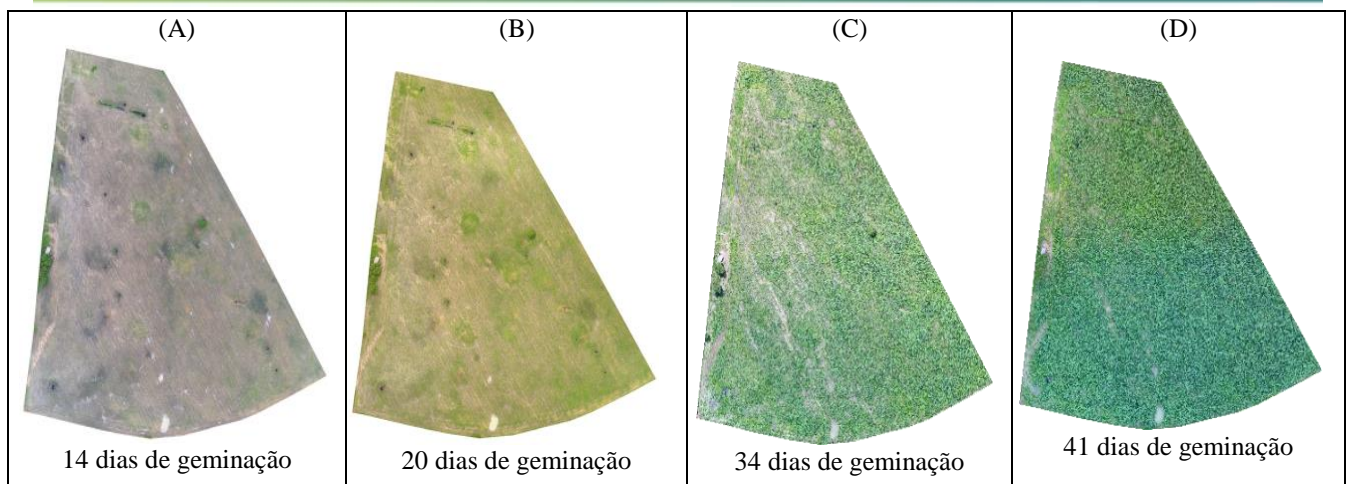 (A)
(B)
(C)
(D)
14 dias de geminação
20 dias de geminação
34 dias de geminação
41 dias de geminação